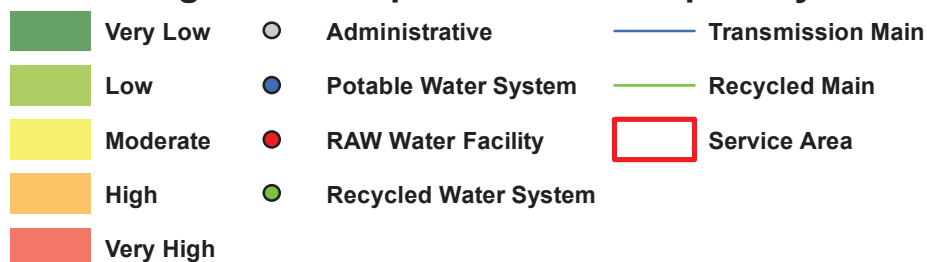 Very Low Administrative Transmission Main
Low Potable Water System Recycled Main
Moderate RAW Water Facility Service Area
High Recycled Water System
Very High